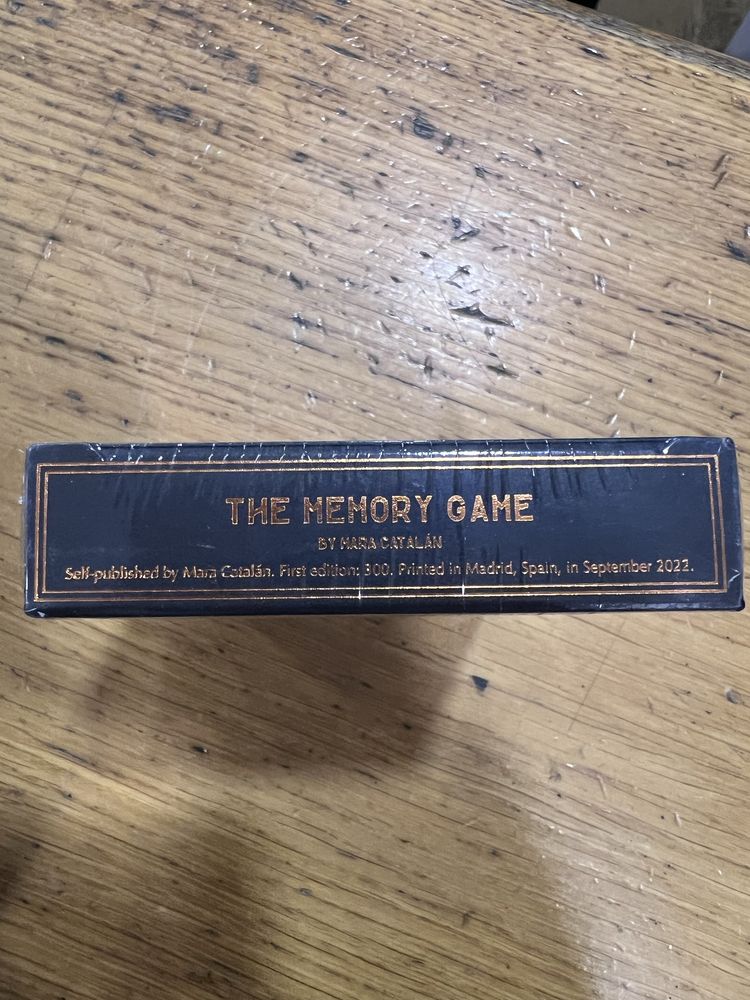 THE MEMORY GAME
BY MARA CATALÁN
Self-published by Mara Catalán. First edition: 300. Printed in Madrid, Spain, in September 2022.